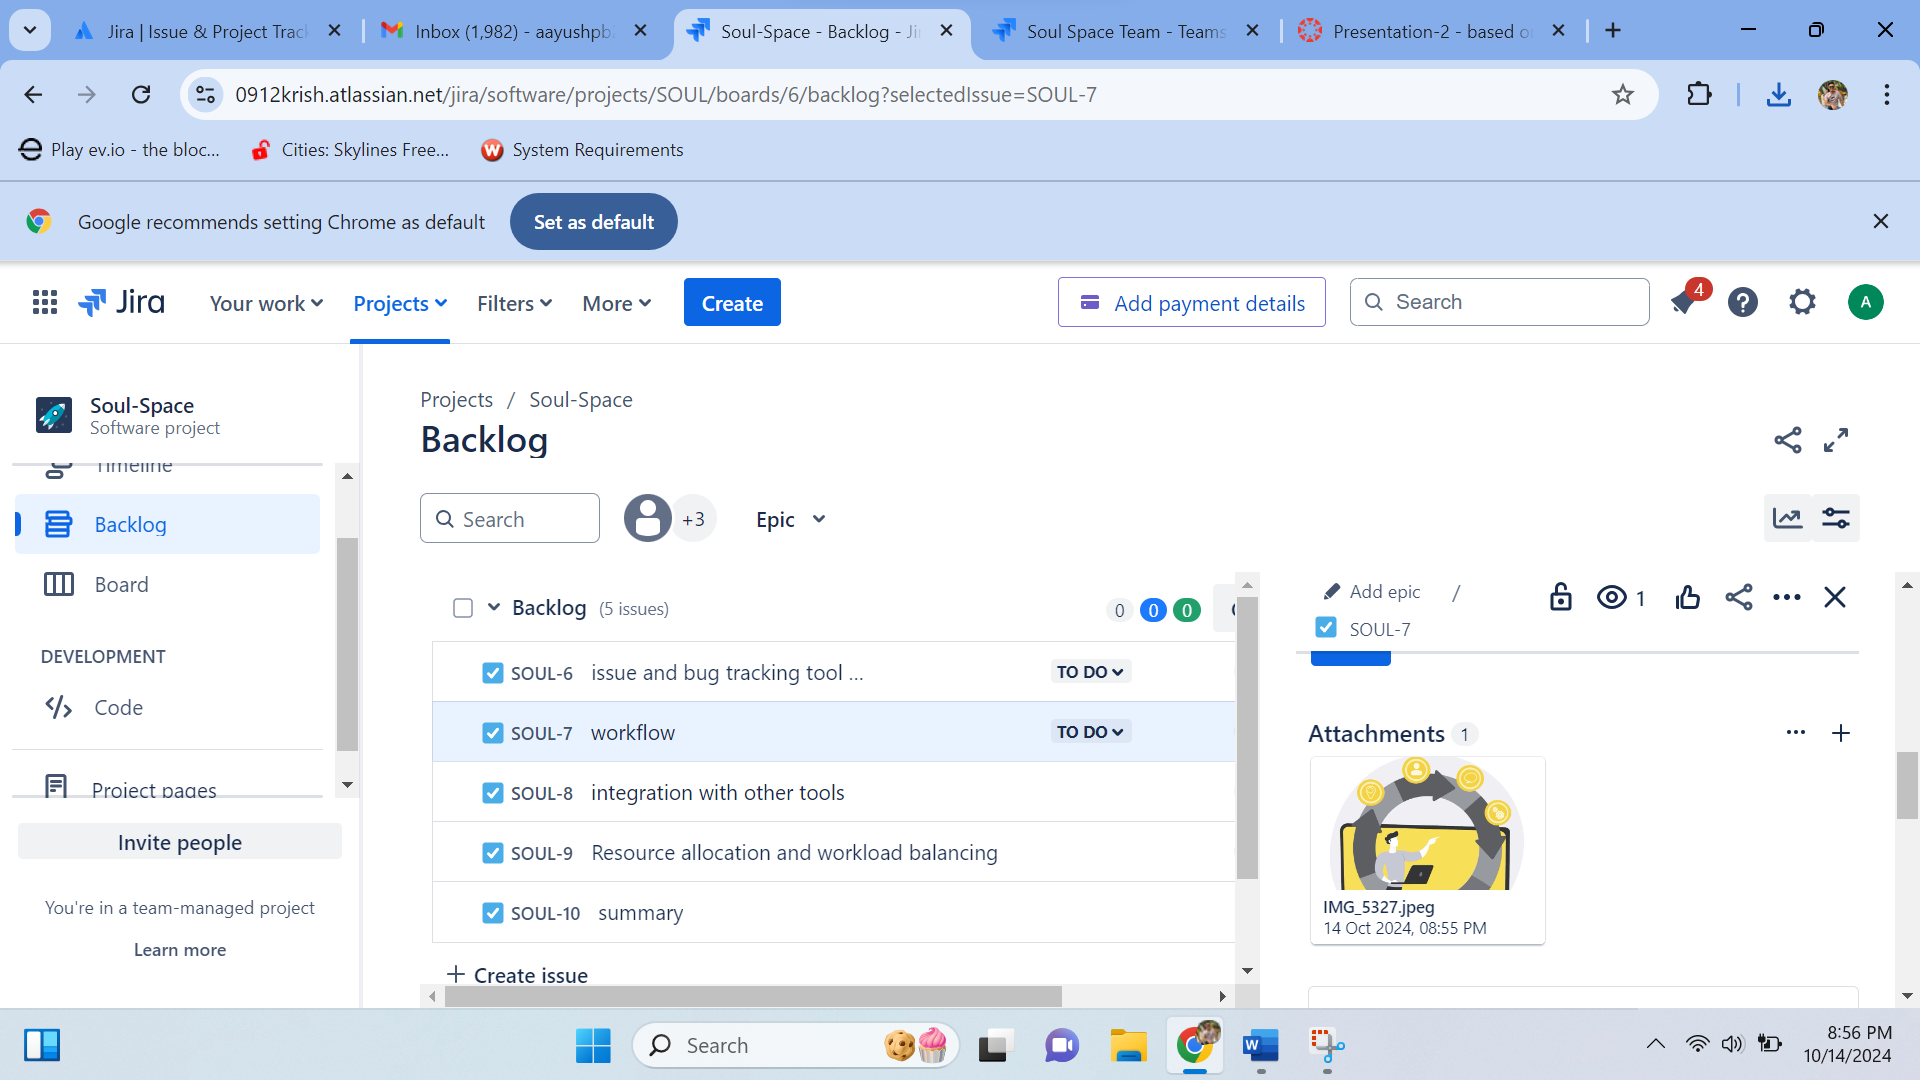 Jira | Issue & Project Track
Inbox (1,982) - aayushpb
Soul-Space - Backlog - Ji
Soul Space Team - Teams
Presentation-2 - based o
0912krish.atlassian.net/jira/software/projects/SOUL/boards/6/backlog?selectedIssue=SOUL-7
Play ev.io - the bloc...
Cities: Skylines Free...
W
System Requirements
Google recommends setting Chrome as default
Set as default
Jira
Your work
Projects
Filters
More
Create
Add payment details
Search
4
A
Soul-Space
Software project
Timeline
Backlog
Board
DEVELOPMENT
Code
Project pages
Invite people
You're in a team-managed project
Learn more
Projects / Soul-Space
Backlog
Search
+3
Epic
Backlog (5 issues)
0 0 0
SOUL-6 issue and bug tracking tool ... TO DO
SOUL-7 workflow TO DO
SOUL-8 integration with other tools
SOUL-9 Resource allocation and workload balancing
SOUL-10 summary
+ Create issue
Add epic /
SOUL-7
1
Attachments 1
IMG_5327.jpeg
14 Oct 2024, 08:55 PM
Search
W
8:56 PM
10/14/2024